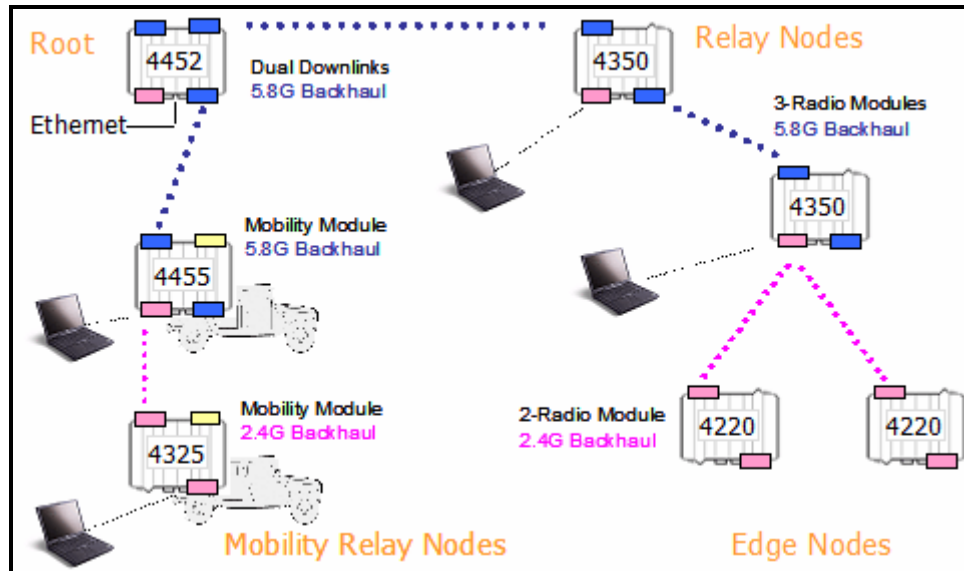 Root
4452
Ethernet
Dual Downlinks
5.8G Backhaul
4350
Relay Nodes
3-Radio Modules
5.8G Backhaul
4350
Mobility Module
5.8G Backhaul
4455
Mobility Module
2.4G Backhaul
4325
2-Radio Module
2.4G Backhaul
4220
4220
Mobility Relay Nodes
Edge Nodes